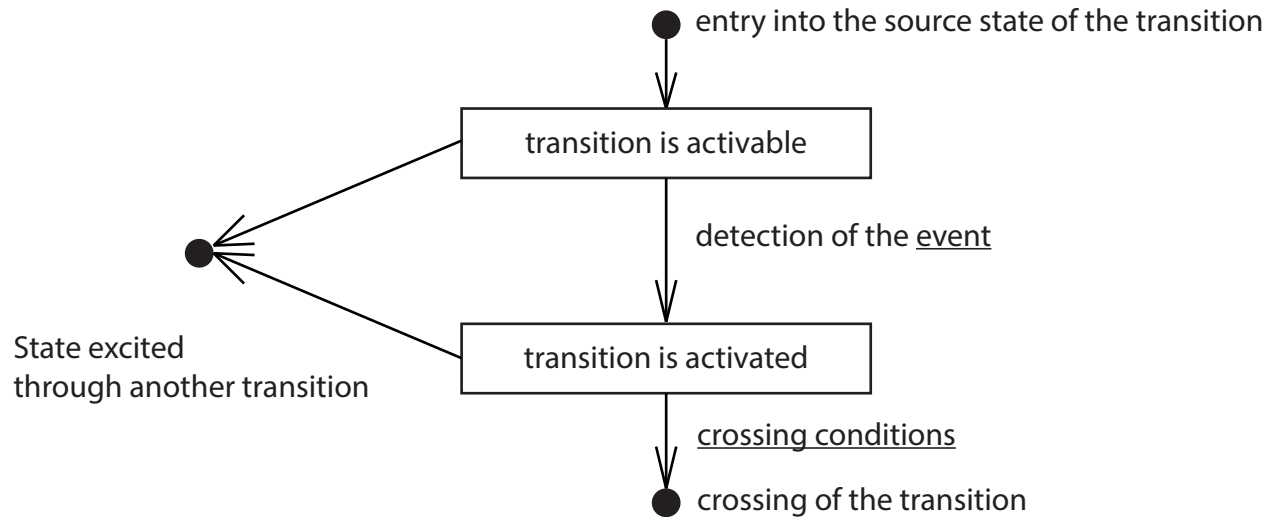 entry into the source state of the transition
transition is activable
detection of the event
State excited
through another transition
transition is activated
crossing conditions
crossing of the transition